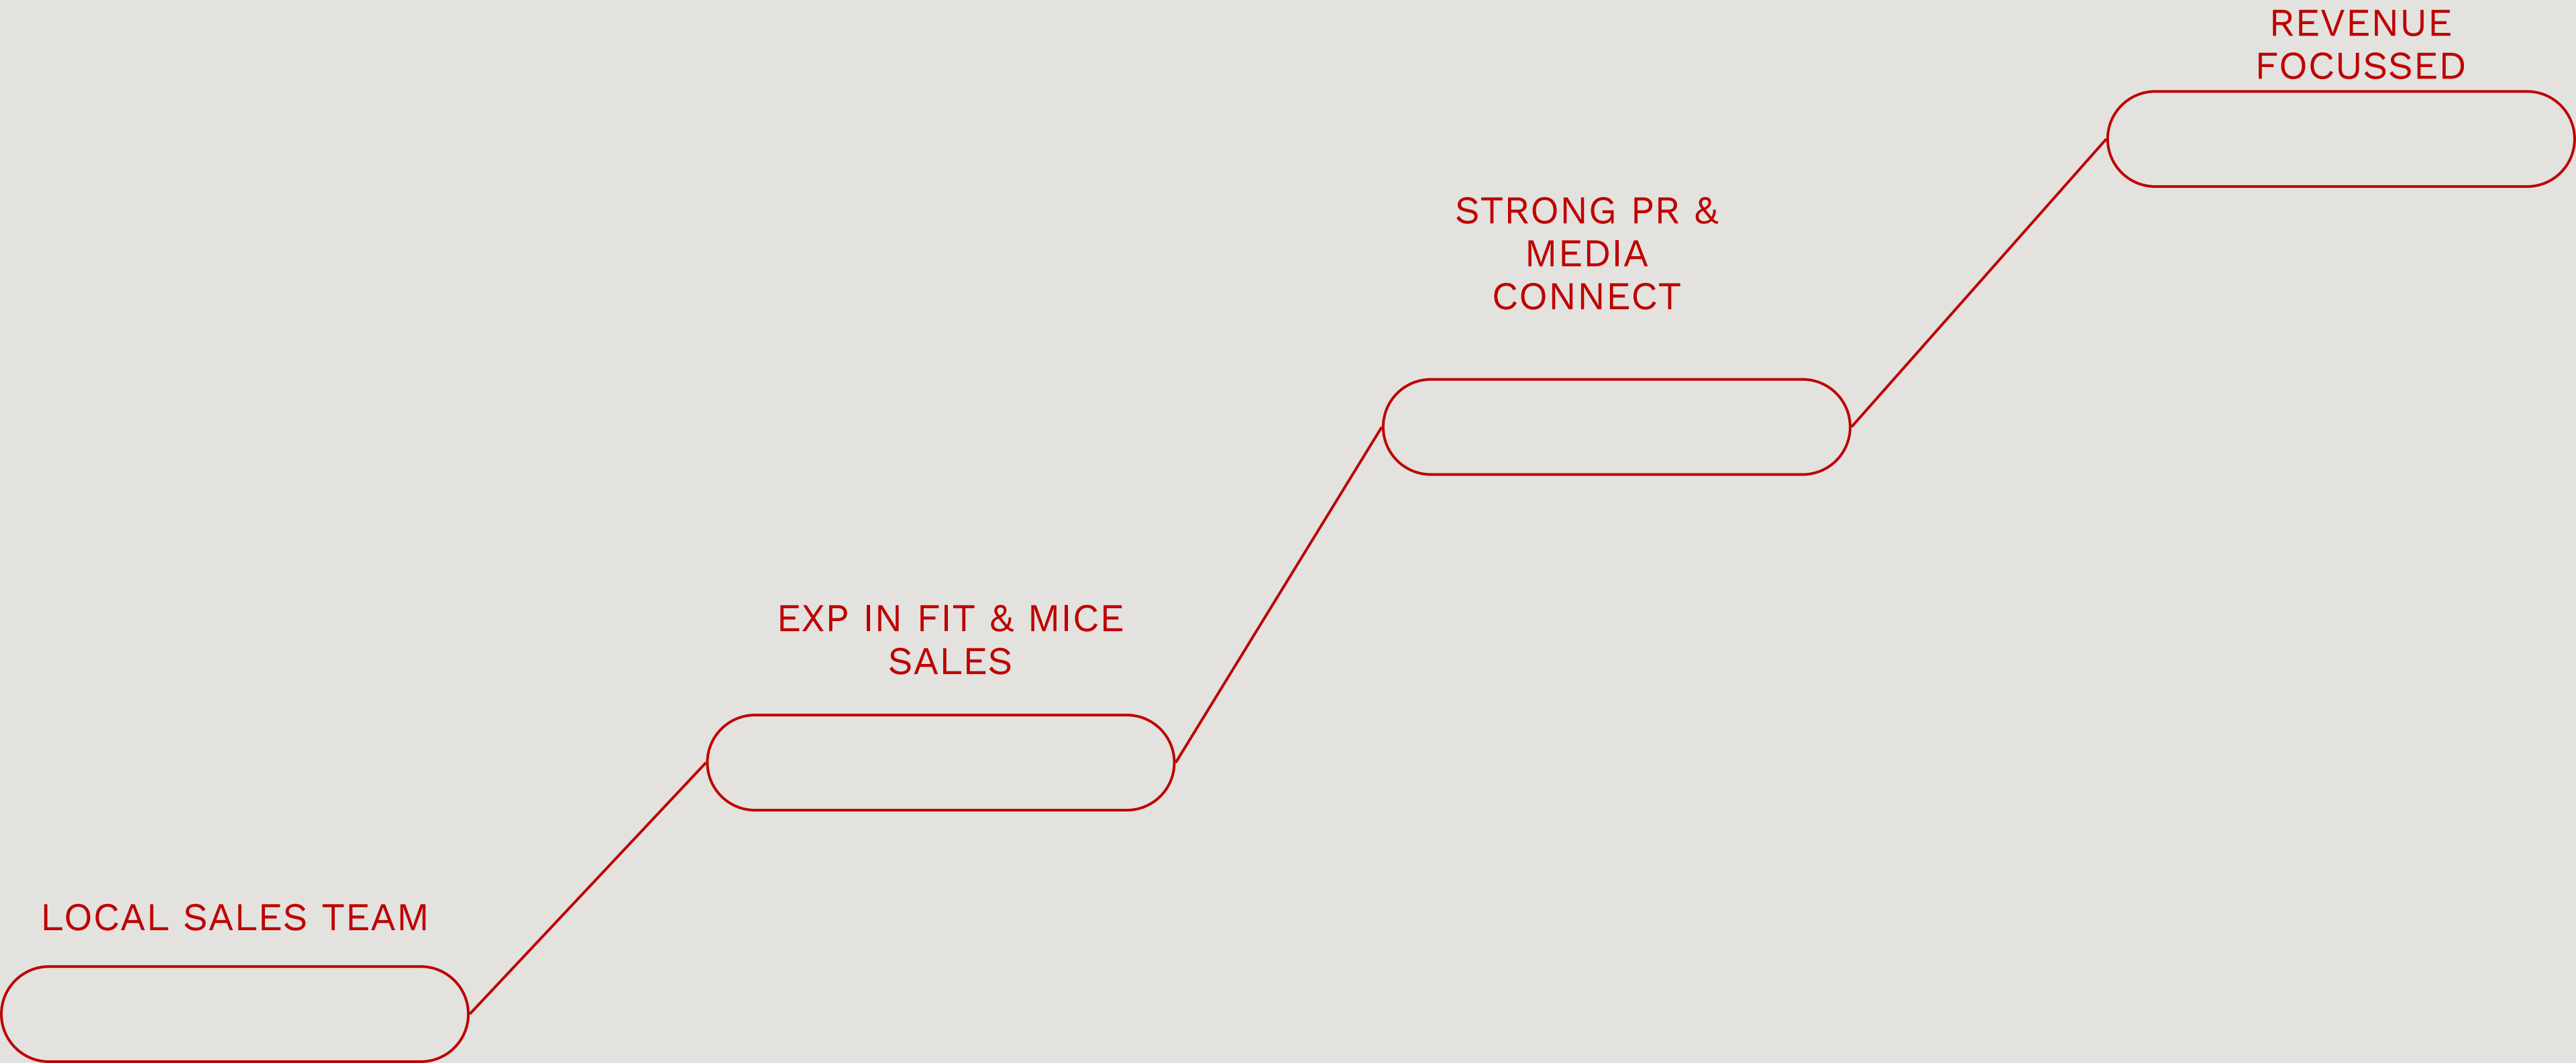 REVENUE
FOCUSSED
STRONG PR &
MEDIA
CONNECT
EXP IN FIT & MICE
SALES
LOCAL SALES TEAM